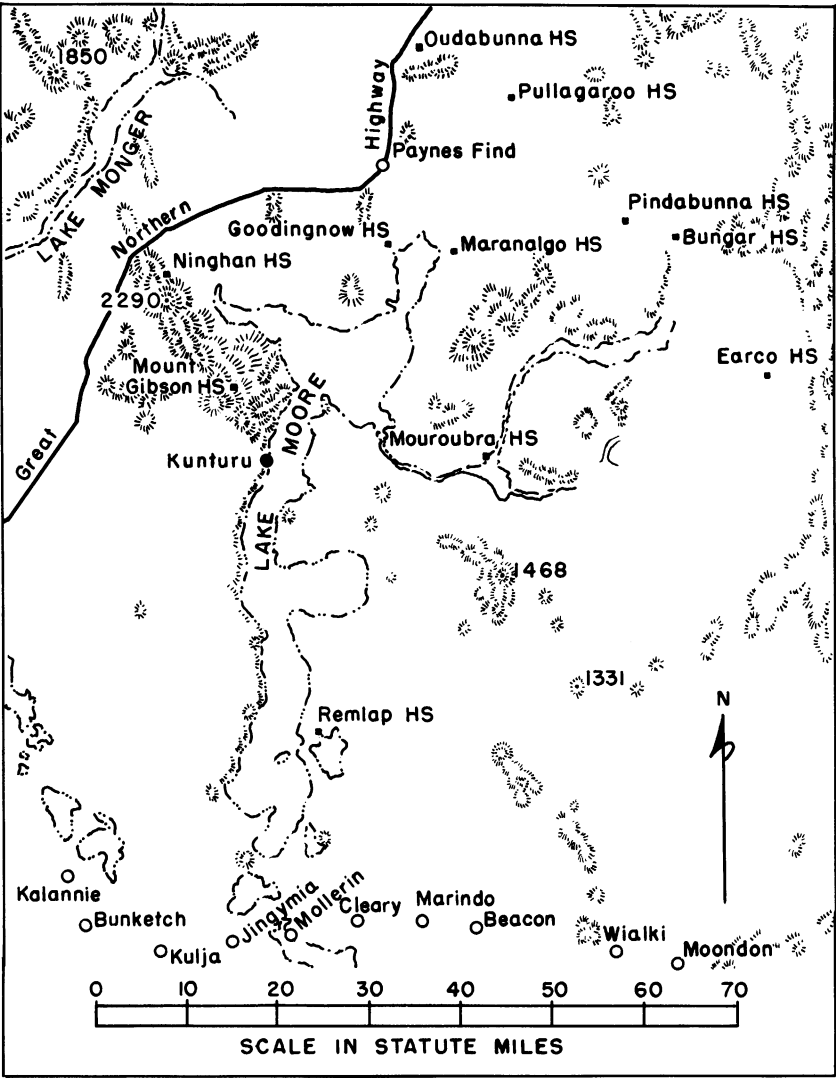 Oudabunna HS
1850
Pullagaroo HS
Highway
Paynes Find
LAKE MONGER
Northern
Pindabunna HS
Goodingnow HS
Maranalgo HS
Bungar HS
Ninghan HS
2290
Earco HS
Mount
Gibson HS
LAKE MOORE
Mouroubra HS
Great
Kunturu
1468
1331
N
Remlap HS
Kalannie
Bunketch
Kulja
Jingymia
Mollerin
Cleary
Marindo
Beacon
Wialki
Moondon
0 10 20 30 40 50 60 70
SCALE IN STATUTE MILES